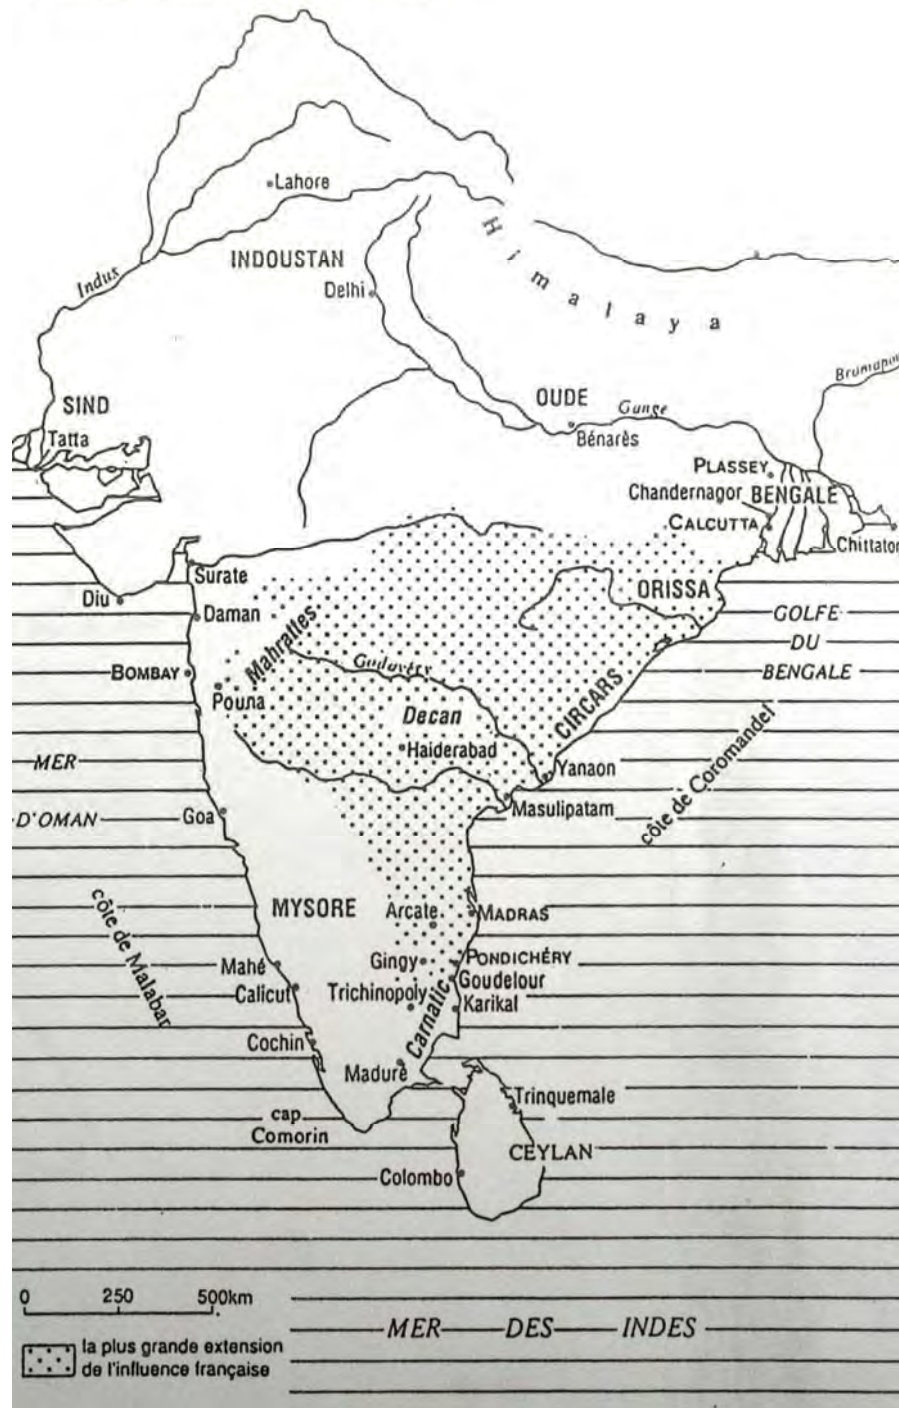 Lahore
Himalaya
INDOUSTAN
Indus
Delhi
SIND
OUDE
Gange
Tatta
Bénarès
PLASSEY
Chandernagor
BENGALE
CALCUTTA
Chittator
Surate
Diu
Daman
ORISSA
GOLFE
DU
BENGALE
Mahrattes
Godavéry
BOMBAY
Pouna
Decan
CIRCARS
Haiderabad
côte de Coromandel
MER
D'OMAN
Yanaon
Masulipatam
Goa
côte de Malabar
MYSORE
Arcate
MADRAS
Mahé
Gingy
PONDICHÉRY
Goudelour
Calicut
Trichinopoly
Carnatic
Karikal
Cochin
Maduré
cap
Comorin
Trinquemale
CEYLAN
Colombo
0 250 500km
MER DES INDES
la plus grande extension
de l'influence française